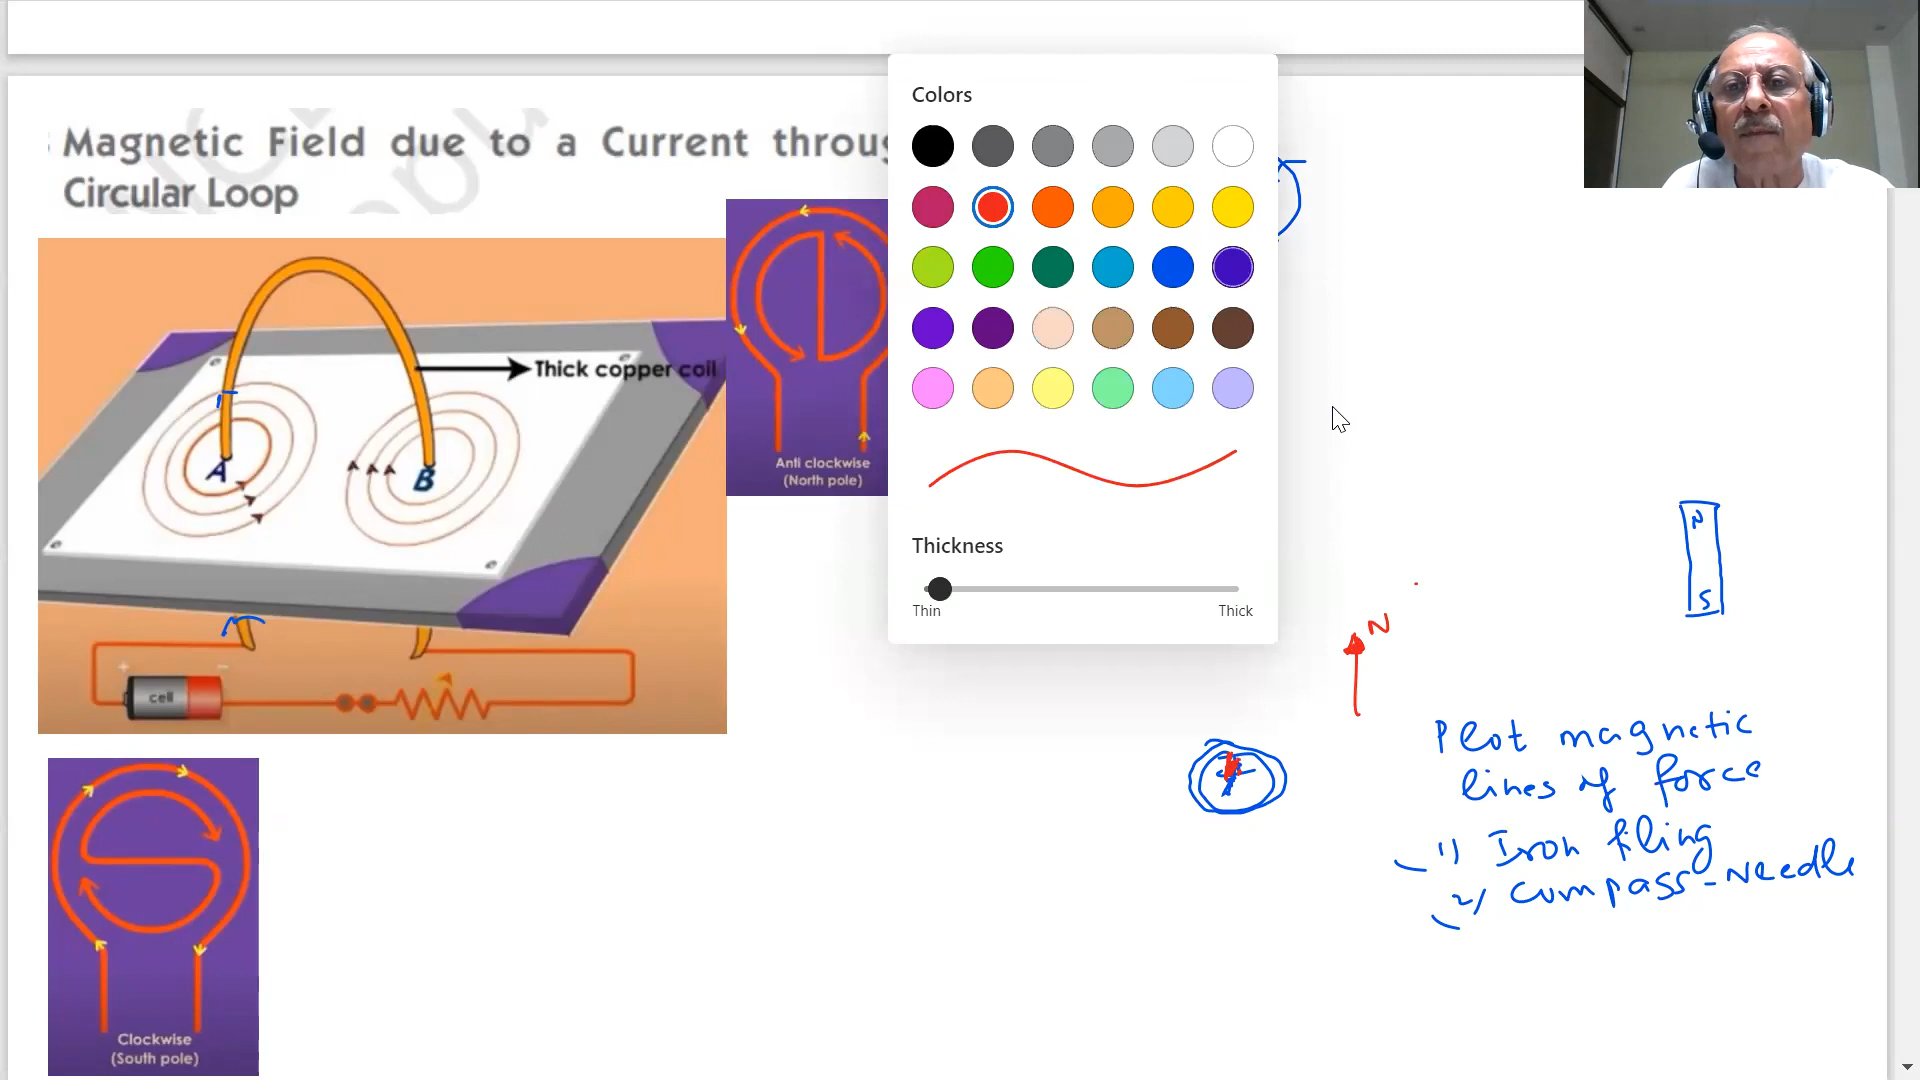 Magnetic Field due to a Current throug
Circular Loop
Thick copper coil
A
B
+
−
cell
Anti clockwise
(North pole)
Clockwise
(South pole)
Colors
Thickness
Thin
Thick
N
S
N
Plot magnetic
lines of force
1) Iron filing
2) Compass-Needle